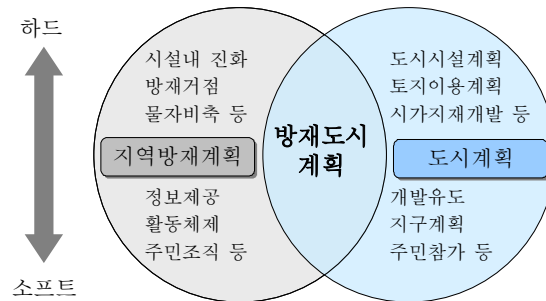 하드
시설내 진화
방재거점
물자비축 등
지역방재계획
정보제공
활동체제
주민조직 등
방재도시
계획
도시시설계획
토지이용계획
시가지재개발 등
도시계획
개발유도
지구계획
주민참가 등
소프트